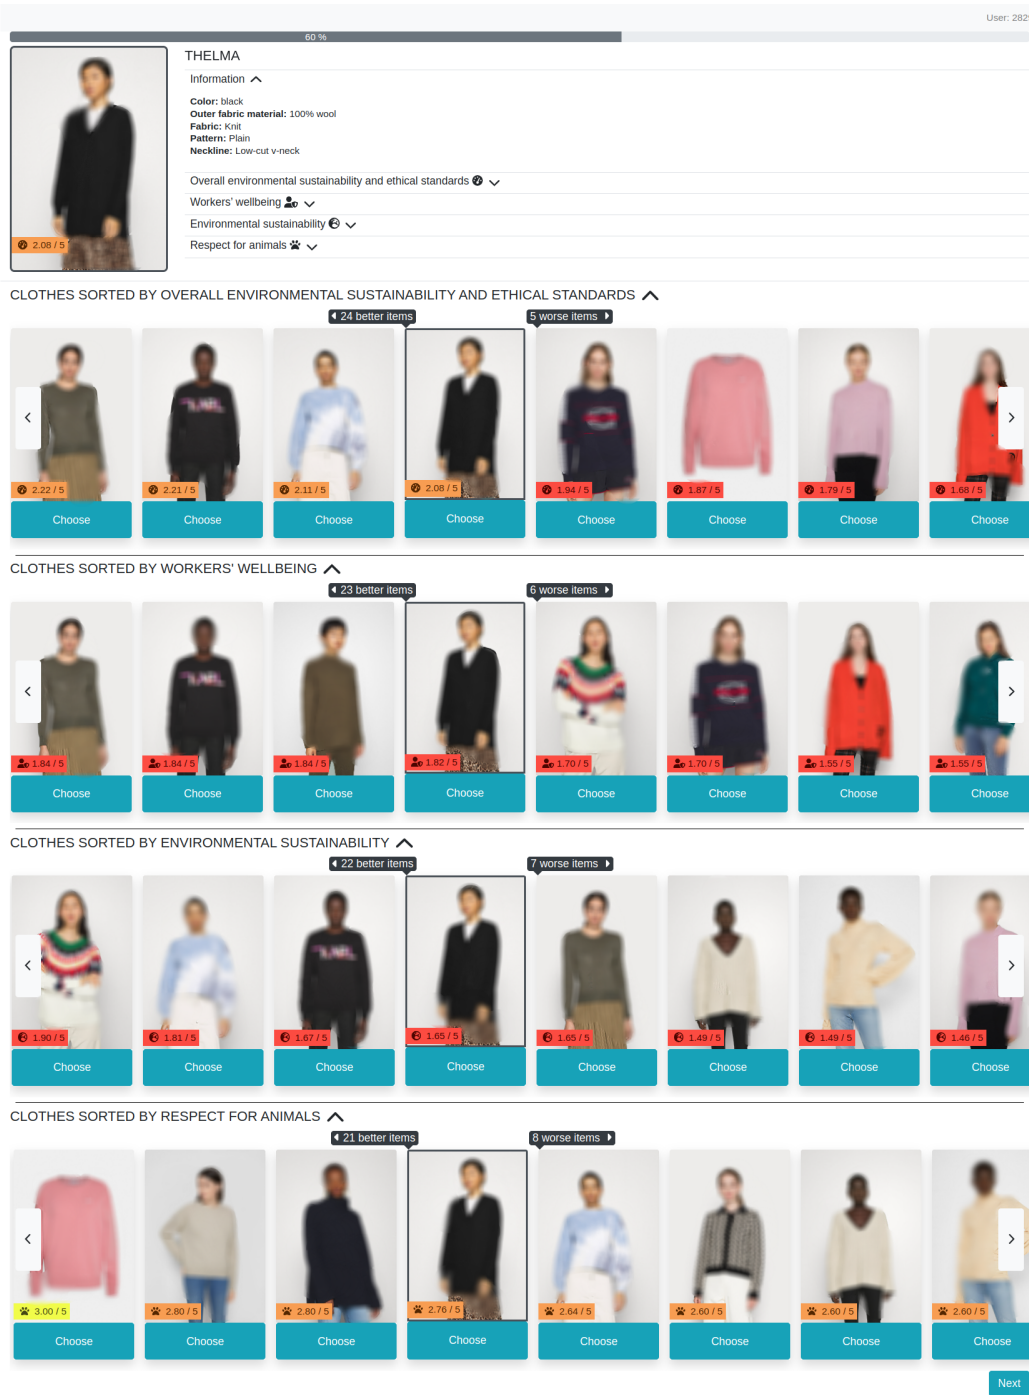 User: 2825
60 %
THELMA
Information
Color: black
Outer fabric material: 100% wool
Fabric: Knit
Pattern: Plain
Neckline: Low-cut v-neck
Overall environmental sustainability and ethical standards
Workers' wellbeing
Environmental sustainability
Respect for animals
2.08 / 5
CLOTHES SORTED BY OVERALL ENVIRONMENTAL SUSTAINABILITY AND ETHICAL STANDARDS
24 better items
5 worse items
2.22 / 5
2.21 / 5
2.11 / 5
2.08 / 5
1.94 / 5
1.87 / 5
1.79 / 5
1.68 / 5
Choose
Choose
Choose
Choose
Choose
Choose
Choose
Choose
CLOTHES SORTED BY WORKERS' WELLBEING
23 better items
6 worse items
1.84 / 5
1.84 / 5
1.84 / 5
1.82 / 5
1.70 / 5
1.70 / 5
1.55 / 5
1.55 / 5
Choose
Choose
Choose
Choose
Choose
Choose
Choose
Choose
CLOTHES SORTED BY ENVIRONMENTAL SUSTAINABILITY
22 better items
7 worse items
1.90 / 5
1.81 / 5
1.67 / 5
1.65 / 5
1.65 / 5
1.49 / 5
1.49 / 5
1.46 / 5
Choose
Choose
Choose
Choose
Choose
Choose
Choose
Choose
CLOTHES SORTED BY RESPECT FOR ANIMALS
21 better items
8 worse items
3.00 / 5
2.80 / 5
2.80 / 5
2.76 / 5
2.64 / 5
2.60 / 5
2.60 / 5
2.60 / 5
Choose
Choose
Choose
Choose
Choose
Choose
Choose
Choose
Next